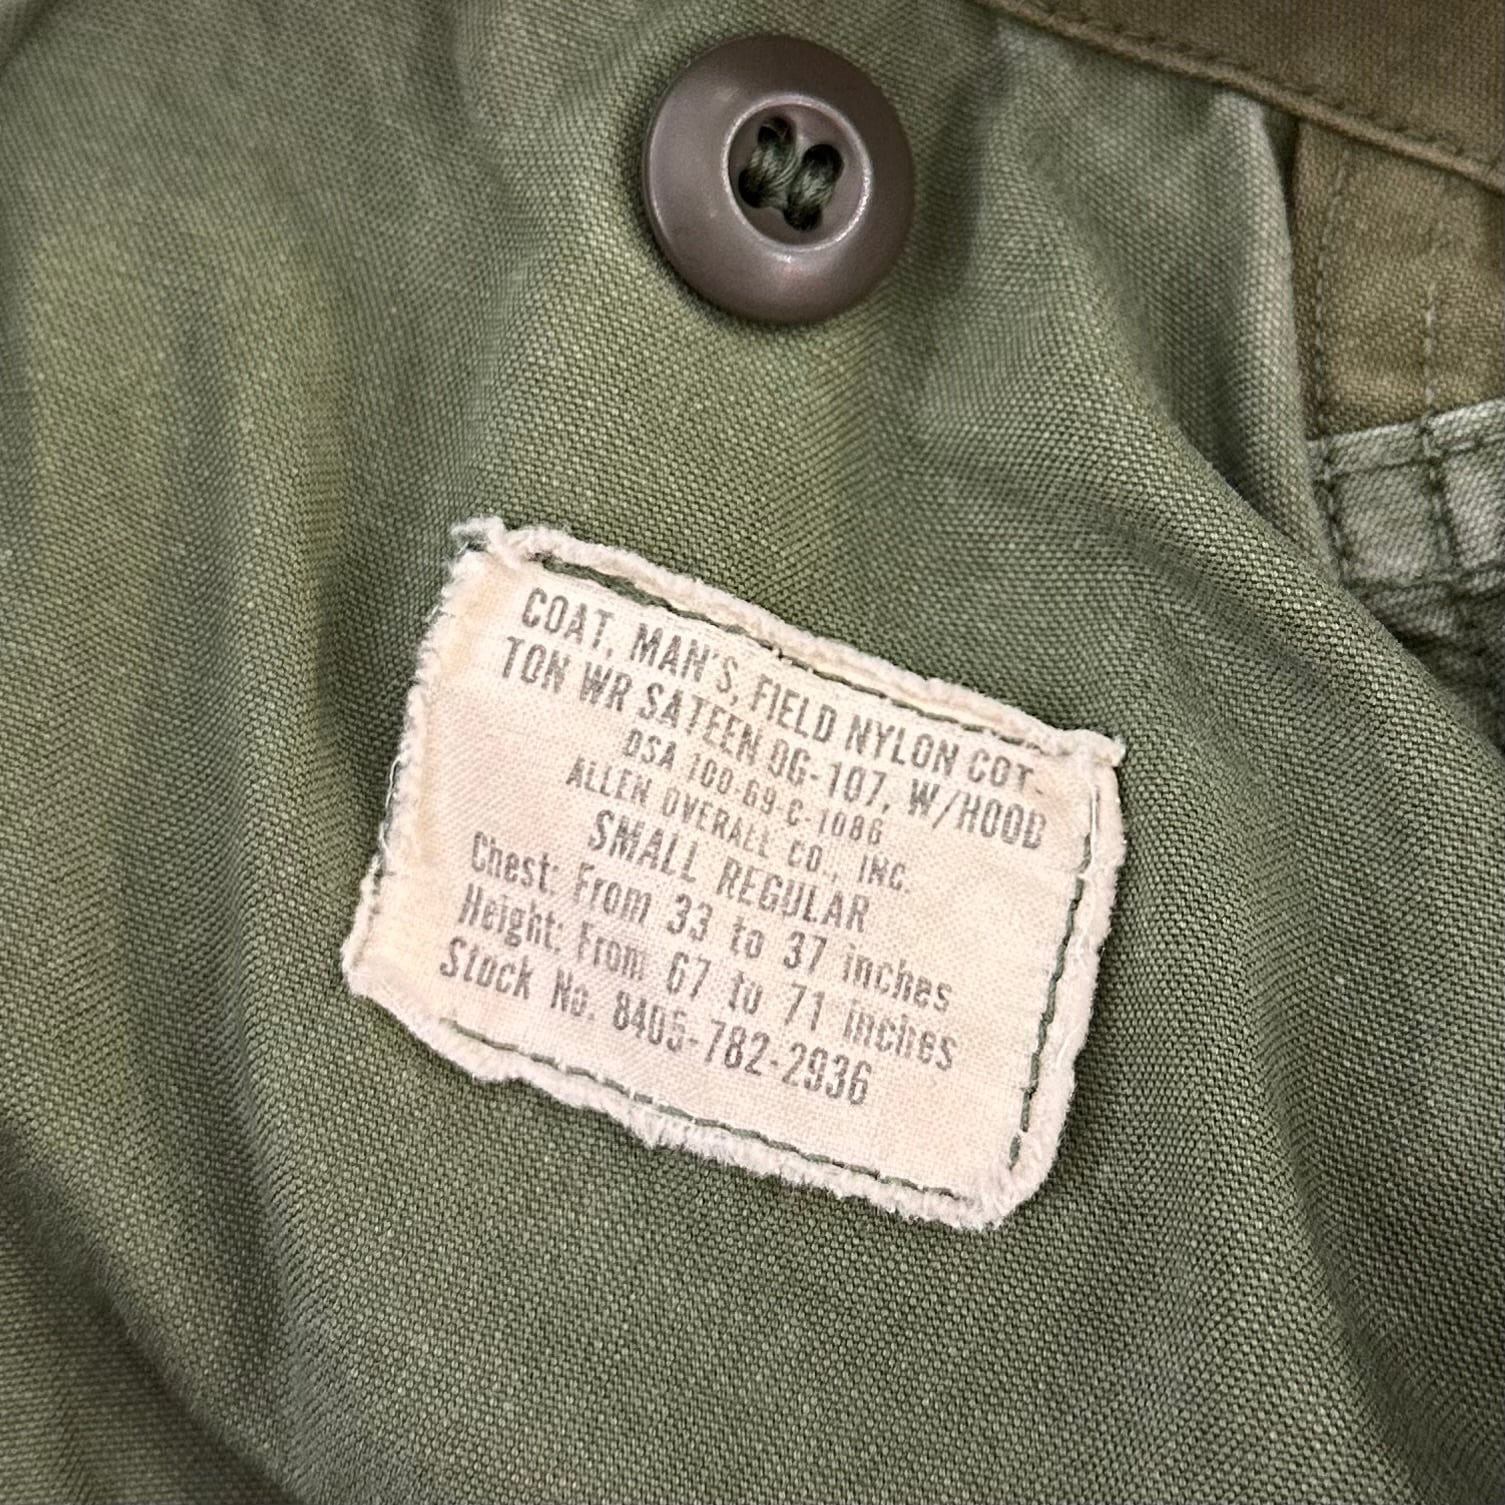 COAT, MAN'S, FIELD NYLON COT-
TON WR SATEEN OG-107, W/HOOD
DSA 100-69-C-1086
ALLEN OVERALL CO., INC.
SMALL REGULAR
Chest: From 33 to 37 inches
Height: From 67 to 71 inches
Stock No. 8405-782-2936